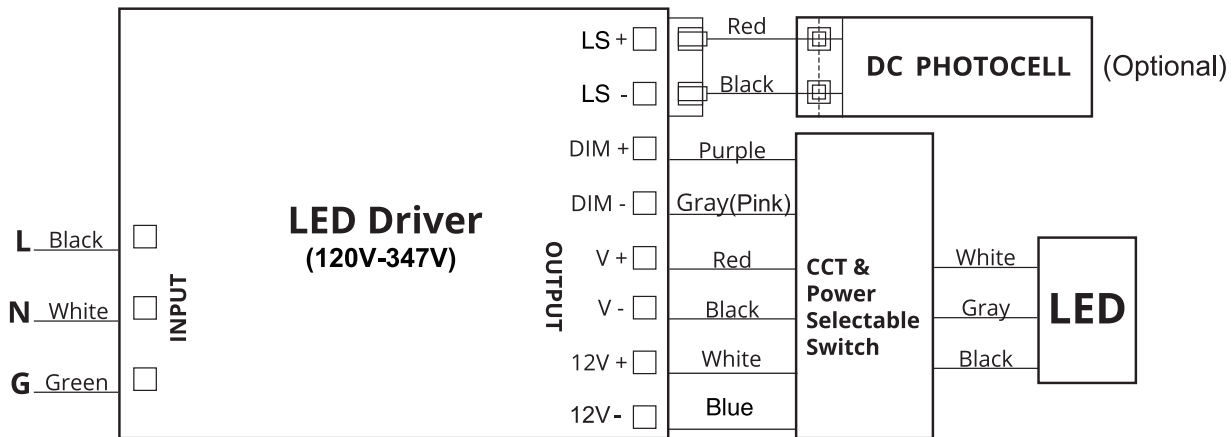 L Black
N White
G Green
INPUT
LED Driver
(120V-347V)
OUTPUT
LS +
LS -
DIM +
DIM -
V +
V -
12V +
12V -
Red
Black
Purple
Gray(Pink)
Red
Black
White
Blue
DC PHOTOCELL
(Optional)
CCT &
Power
Selectable
Switch
White
Gray
Black
LED